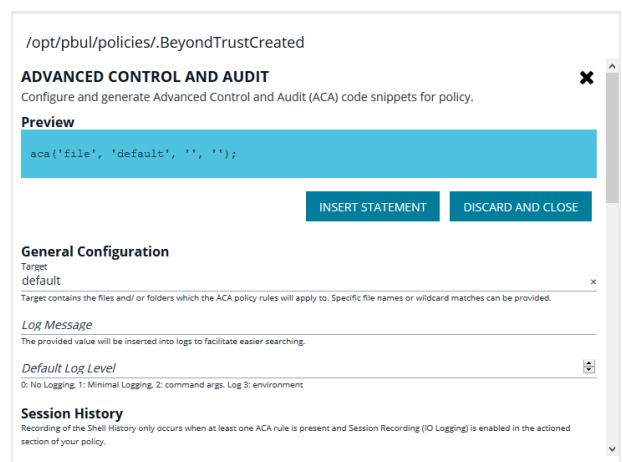 /opt/pbul/policies/.BeyondTrustCreated
ADVANCED CONTROL AND AUDIT
Configure and generate Advanced Control and Audit (ACA) code snippets for policy.
Preview
aca('file', 'default', '', '');
INSERT STATEMENT DISCARD AND CLOSE
General Configuration
Target
default
Target contains the files and/ or folders which the ACA policy rules will apply to. Specific file names or wildcard matches can be provided.
Log Message
The provided value will be inserted into logs to facilitate easier searching.
Default Log Level
0: No Logging, 1: Minimal Logging, 2: command args, Log 3: environment
Session History
Recording of the Shell History only occurs when at least one ACA rule is present and Session Recording (IO Logging) is enabled in the actioned
section of your policy.